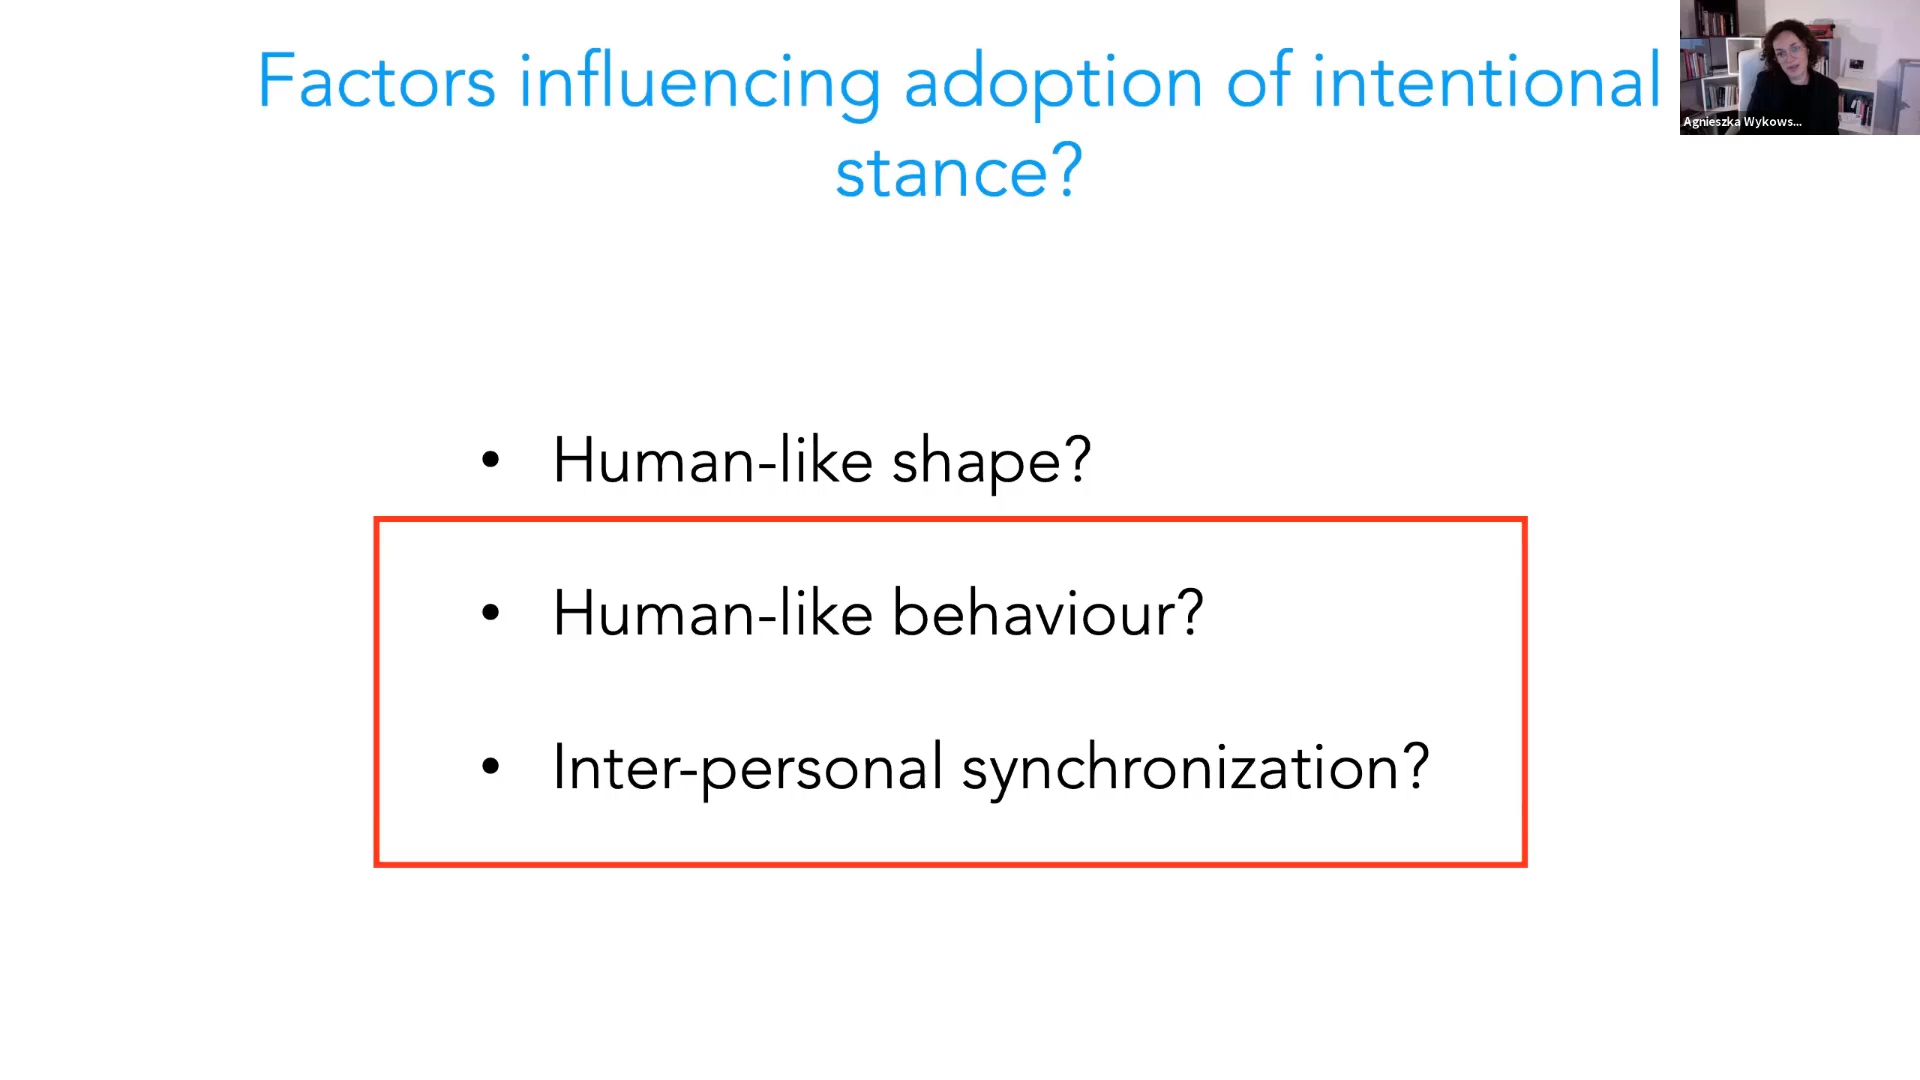 Factors influencing adoption of intentional
stance?
Agnieszka Wykows...
• Human-like shape?
• Human-like behaviour?
• Inter-personal synchronization?